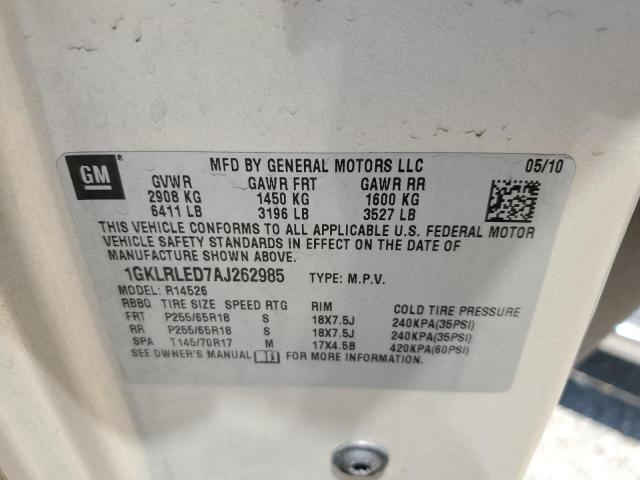 GM MFD BY GENERAL MOTORS LLC 05/10
GVWR GAWR FRT GAWR RR
2908 KG 1450 KG 1600 KG
6411 LB 3196 LB 3527 LB
THIS VEHICLE CONFORMS TO ALL APPLICABLE U.S. FEDERAL MOTOR
VEHICLE SAFETY STANDARDS IN EFFECT ON THE DATE OF
MANUFACTURE SHOWN ABOVE.
1GKLRLED7AJ262985 TYPE: M.P.V.
MODEL: R14526
RBBQ TIRE SIZE SPEED RTG RIM COLD TIRE PRESSURE
FRT P255/65R18 S 18X7.5J 240KPA(35PSI)
RR P255/65R18 S 18X7.5J 240KPA(35PSI)
SPA T145/70R17 M 17X4.5B 420KPA(60PSI)
SEE OWNER'S MANUAL FOR MORE INFORMATION.